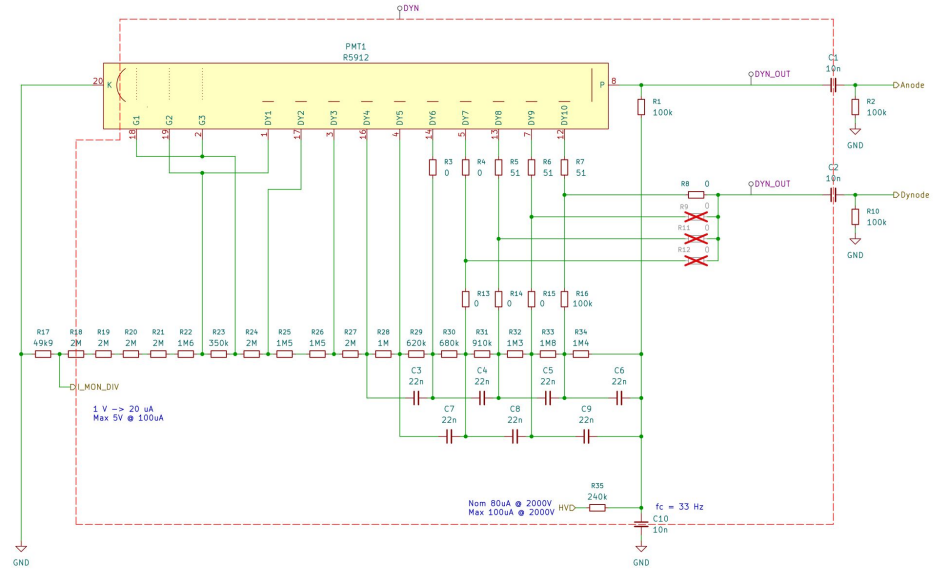 DYN
PMT1
R5912
20
K
G1
G2
G3
DY1
DY2
DY3
DY4
DY5
DY6
DY7
DY8
DY9
DY10
P
8
18
19
2
1
17
3
16
4
14
5
13
7
12
DYN_OUT
C1
10n
Anode
R1
100k
R2
100k
GND
R3
0
R4
0
R5
51
R6
51
R7
51
R8
0
R9
0
R11
0
R12
0
DYN_OUT
C2
10n
Dynode
R10
100k
GND
R13
0
R14
0
R15
0
R16
100k
R17
49k9
R18
2M
R19
2M
R20
2M
R21
2M
R22
1M6
R23
350k
R24
2M
R25
1M5
R26
1M5
R27
2M
R28
1M
R29
620k
R30
680k
R31
910k
R32
1M3
R33
1M8
R34
1M4
I_MON_DIV
1 V -> 20 uA
Max 5V @ 100uA
C3
22n
C4
22n
C5
22n
C6
22n
C7
22n
C8
22n
C9
22n
Nom 80uA @ 2000V
Max 100uA @ 2000V
HV
R35
240k
fc = 33 Hz
C10
10n
GND
GND